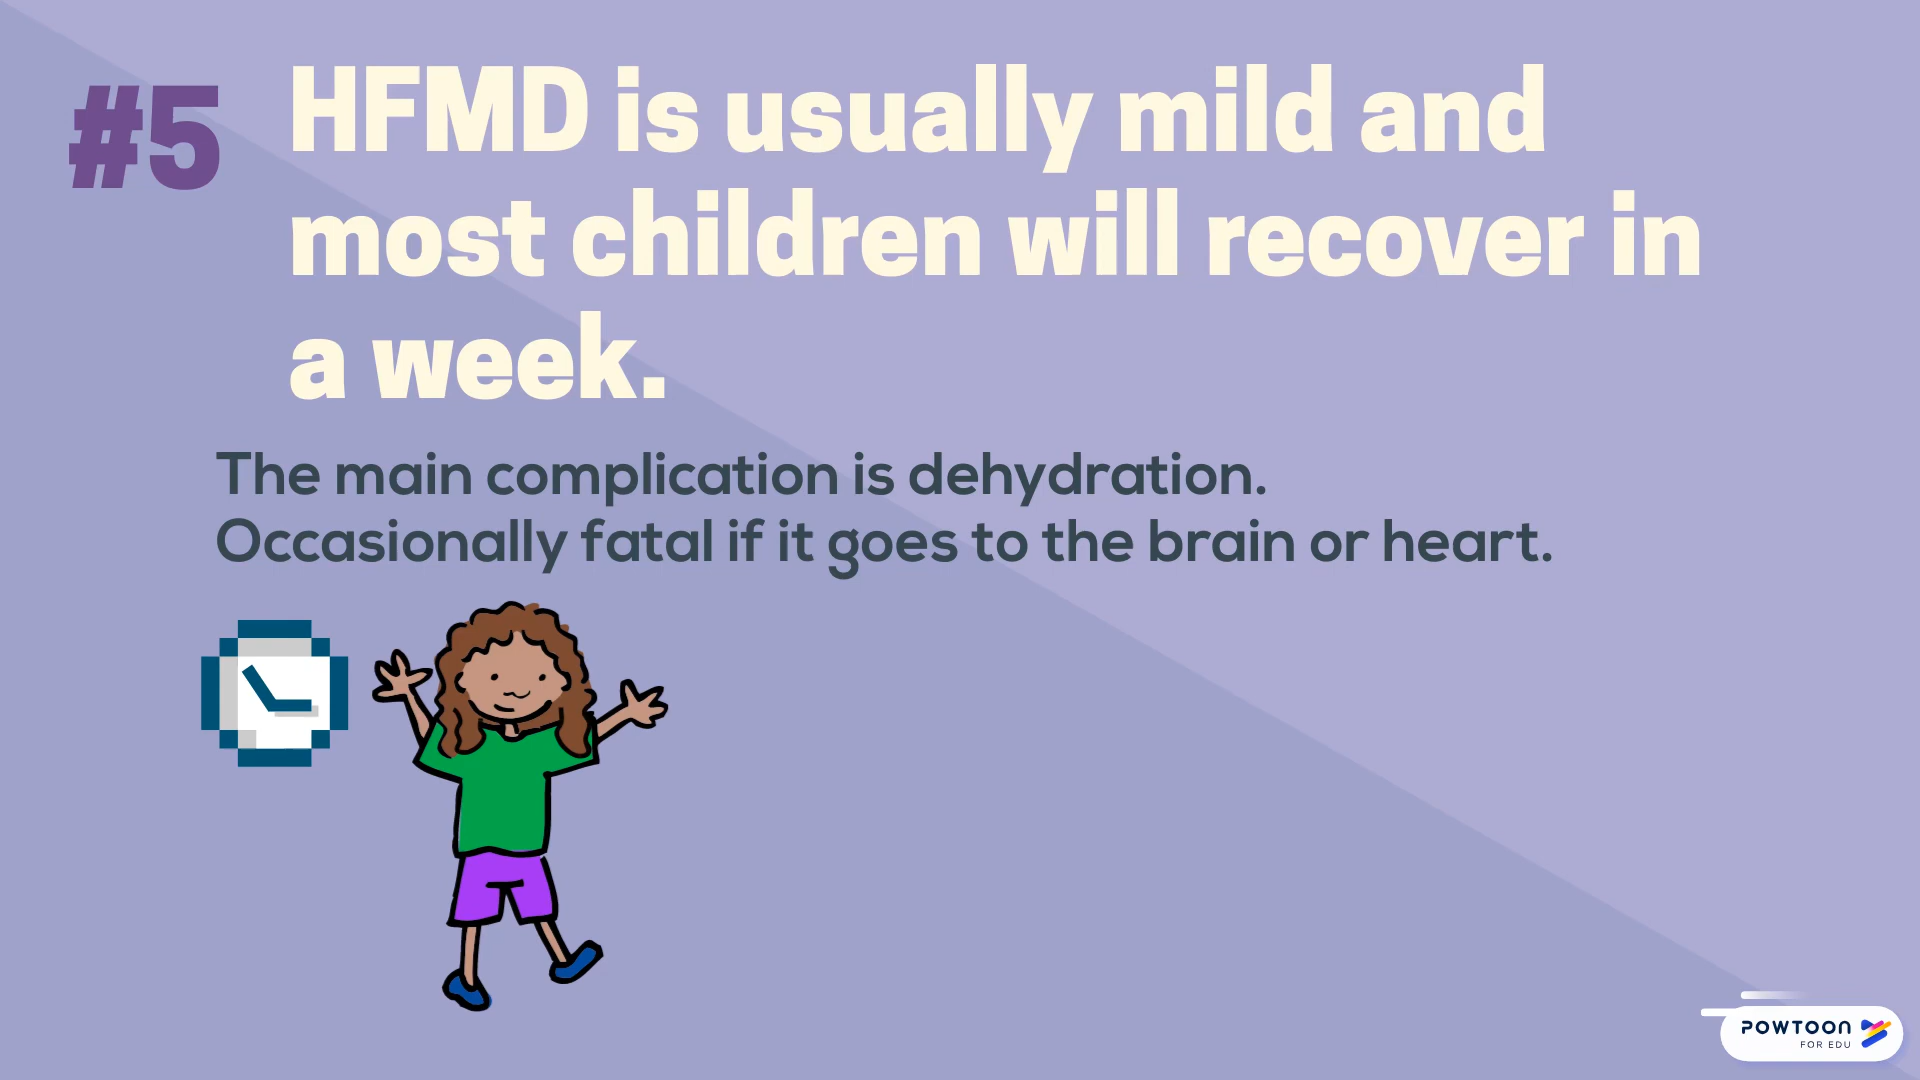 #5
HFMD is usually mild and
most children will recover in
a week.
The main complication is dehydration.
Occasionally fatal if it goes to the brain or heart.
POWTOON
FOR EDU